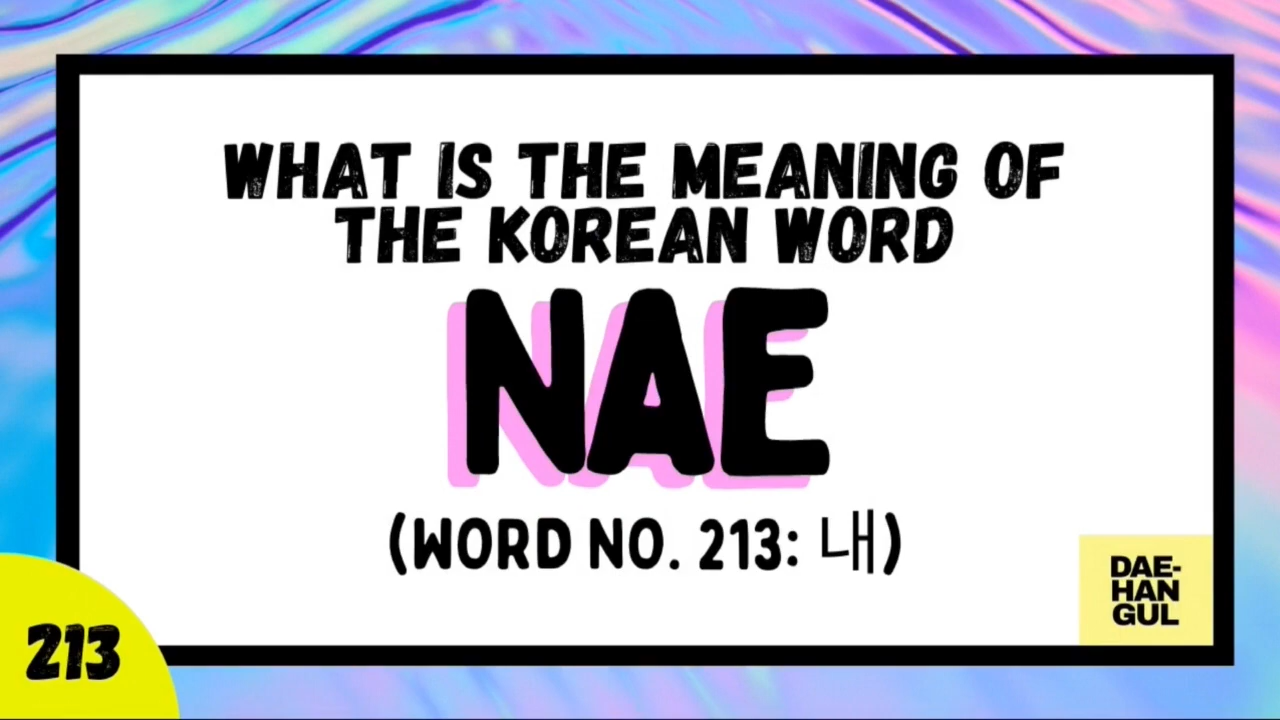 WHAT IS THE MEANING OF
THE KOREAN WORD
NAE
(WORD NO. 213: 내)
DAE-
HAN
GUL
213